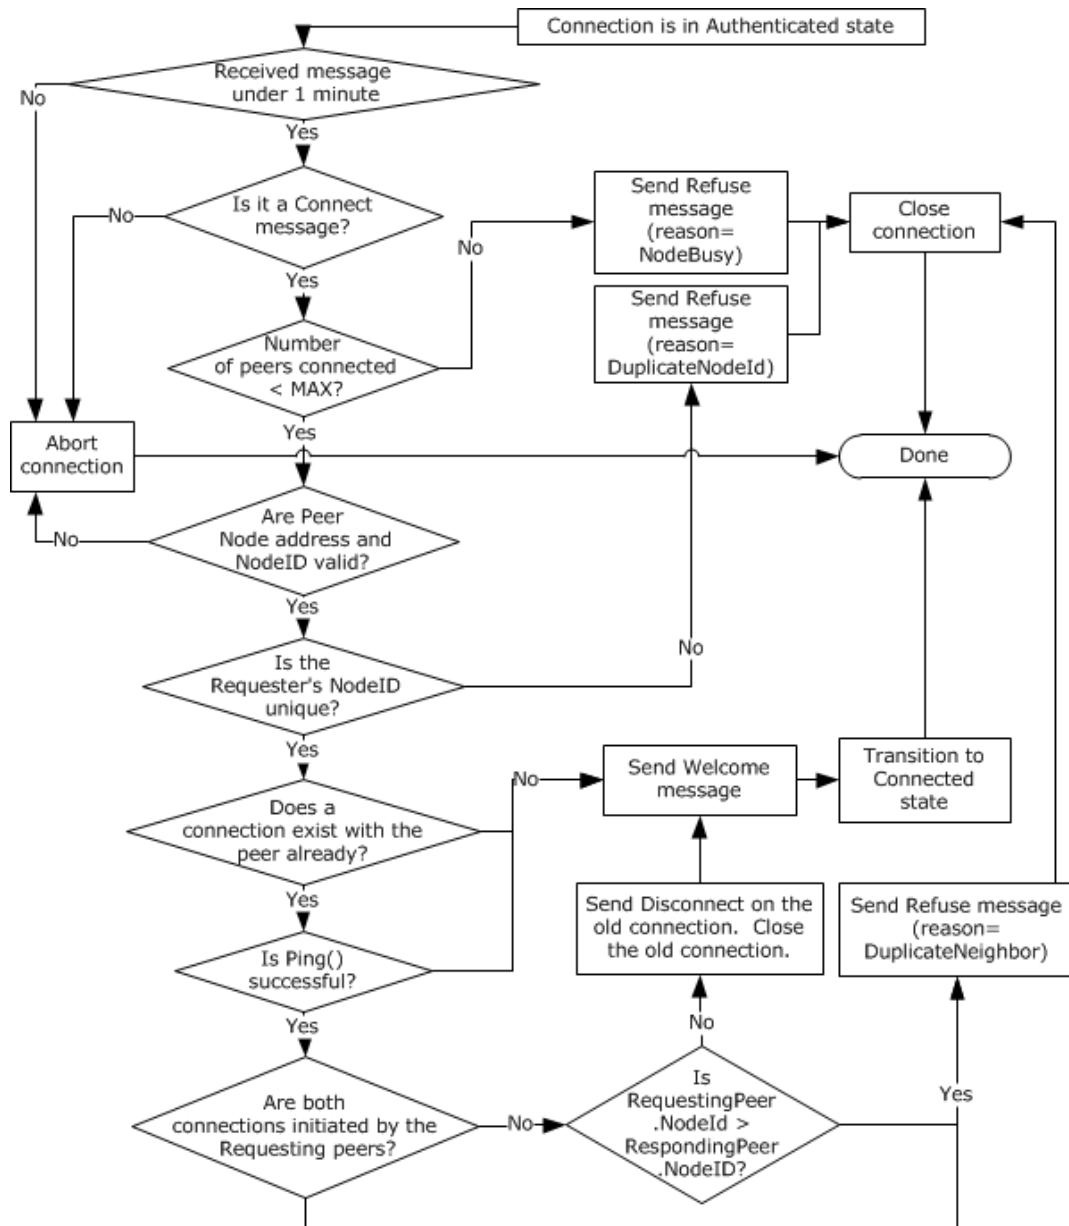 Connection is in Authenticated state
Received message
under 1 minute
No
Yes
Is it a Connect
message?
No
Yes
Send Refuse
message
(reason=
NodeBusy)
Close
connection
No
Send Refuse
message
(reason=
DuplicateNodeId)
Number
of peers connected
< MAX?
Yes
Abort
connection
Done
Are Peer
Node address and
NodeID valid?
No
Yes
Is the
Requester's NodeID
unique?
No
Yes
Does a
connection exist with the
peer already?
No
Send Welcome
message
Transition to
Connected
state
Yes
Is Ping()
successful?
Send Disconnect on the
old connection.  Close
the old connection.
Send Refuse message
(reason=
DuplicateNeighbor)
Yes
No
Are both
connections initiated by the
Requesting peers?
No
Is
RequestingPeer
.NodeId >
RespondingPeer
.NodeID?
Yes